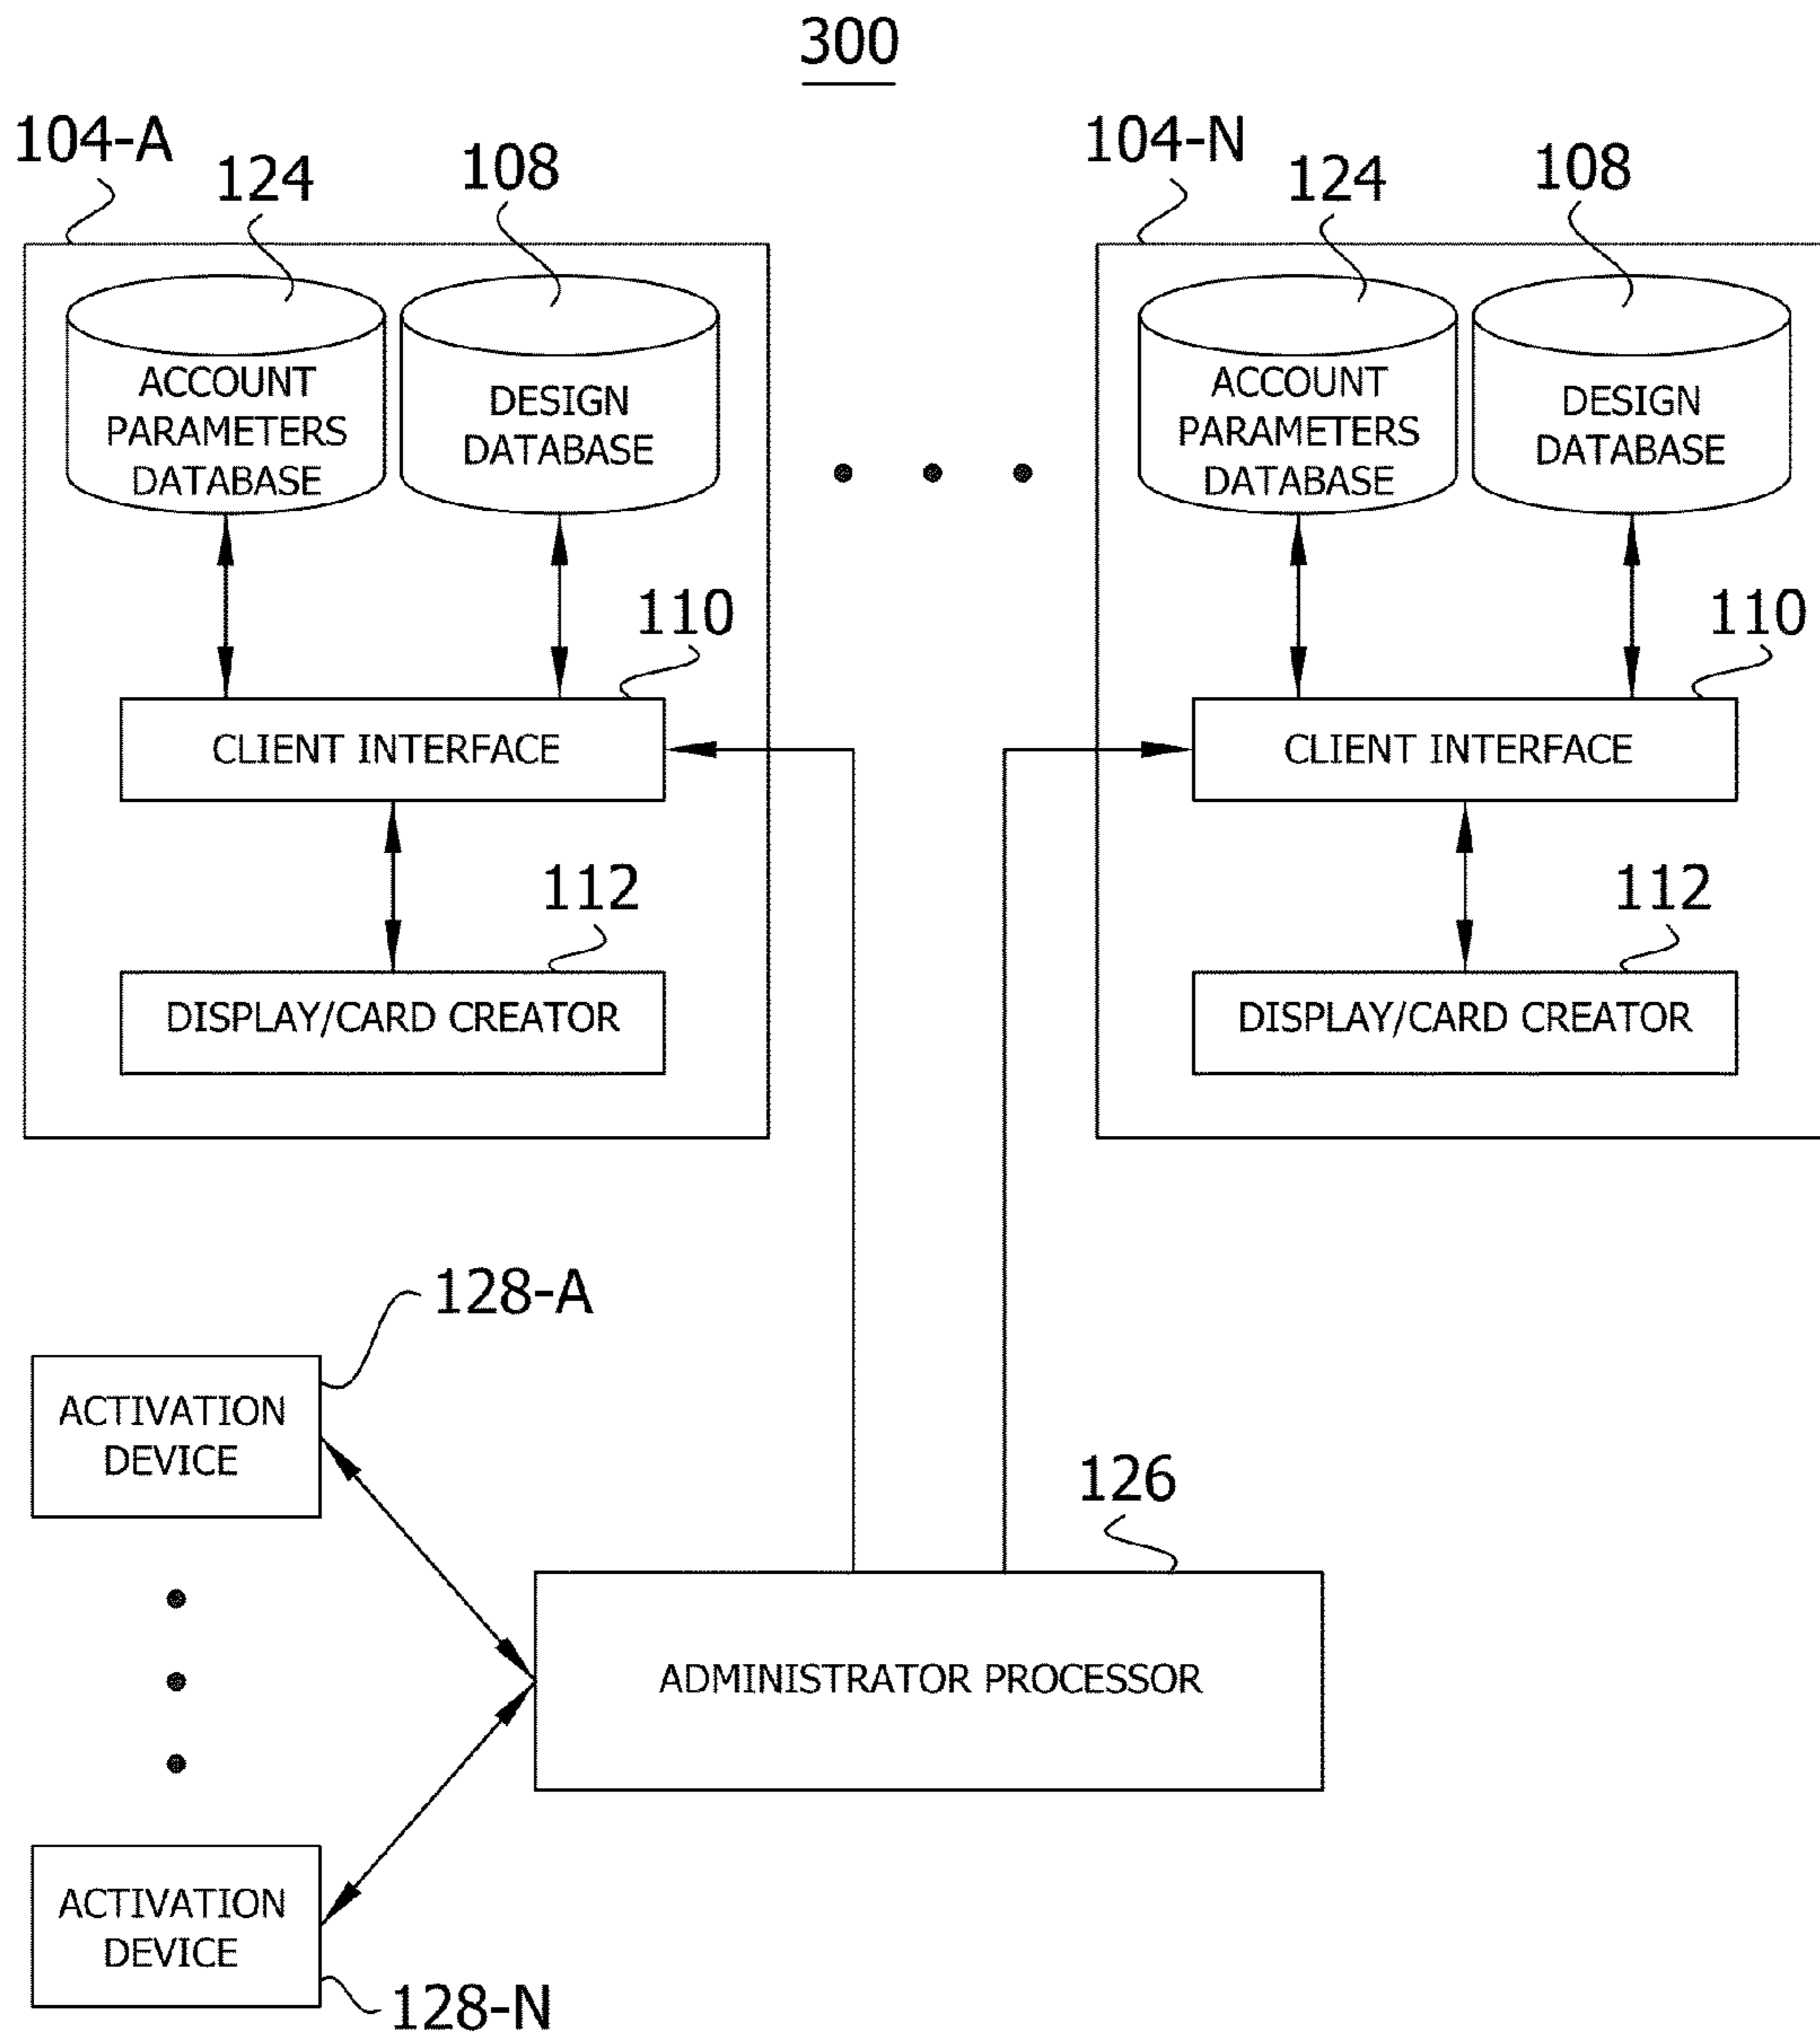 300
104-A
124
108
ACCOUNT
PARAMETERS
DATABASE
DESIGN
DATABASE
110
CLIENT INTERFACE
112
DISPLAY/CARD CREATOR
104-N
124
108
ACCOUNT
PARAMETERS
DATABASE
DESIGN
DATABASE
110
CLIENT INTERFACE
112
DISPLAY/CARD CREATOR
128-A
ACTIVATION
DEVICE
126
ADMINISTRATOR PROCESSOR
ACTIVATION
DEVICE
128-N